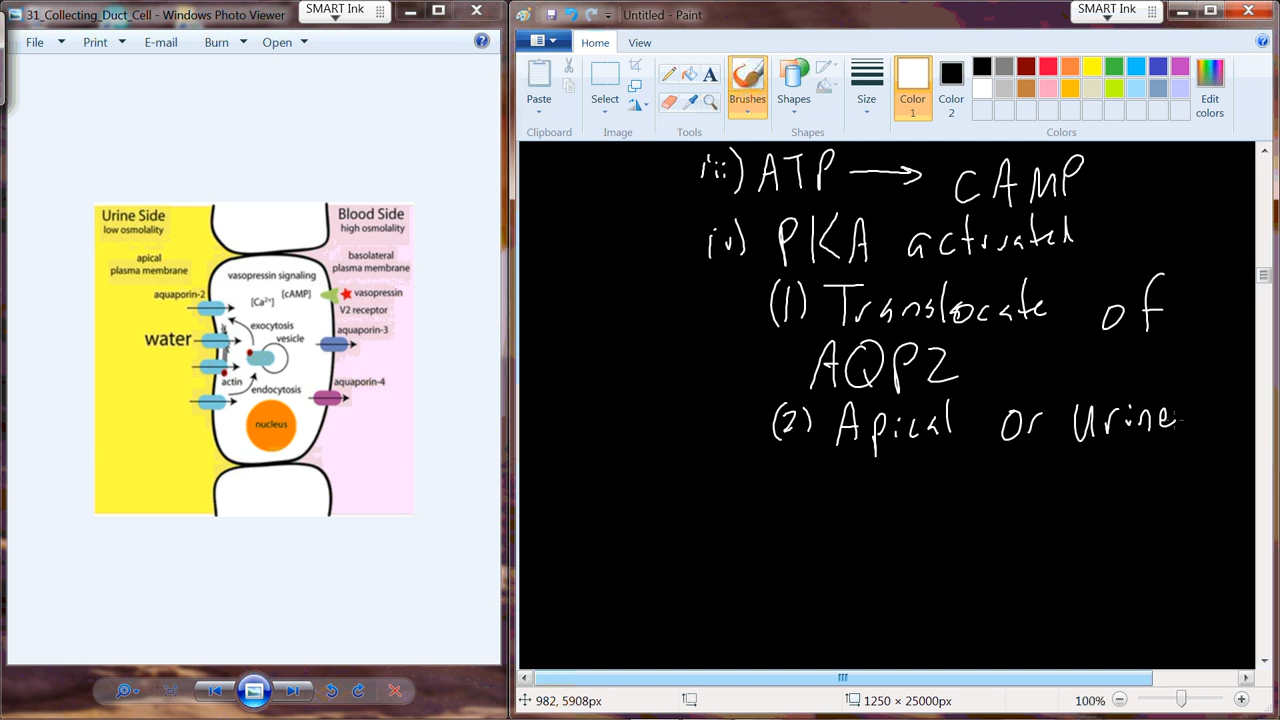 31_Collecting_Duct_Cell - Windows Photo Viewer
SMART Ink
File Print E-mail Burn Open
Urine Side
low osmolality
Blood Side
high osmolality
apical
plasma membrane
basolateral
plasma membrane
vasopressin signaling
aquaporin-2
[Ca2+]
[cAMP]
vasopressin
V2 receptor
exocytosis
vesicle
water
aquaporin-3
actin
endocytosis
aquaporin-4
nucleus
Untitled - Paint
SMART Ink
Home View
Paste
Select
Brushes
Shapes
Size
Color
1
Color
2
Edit
colors
Clipboard
Image
Tools
Shapes
Colors
iii) ATP → cAMP
iv) PKA activated
(1) Translocate of
AQP2
(2) Apical or Urine
982, 5908px
1250 × 25000px
100%